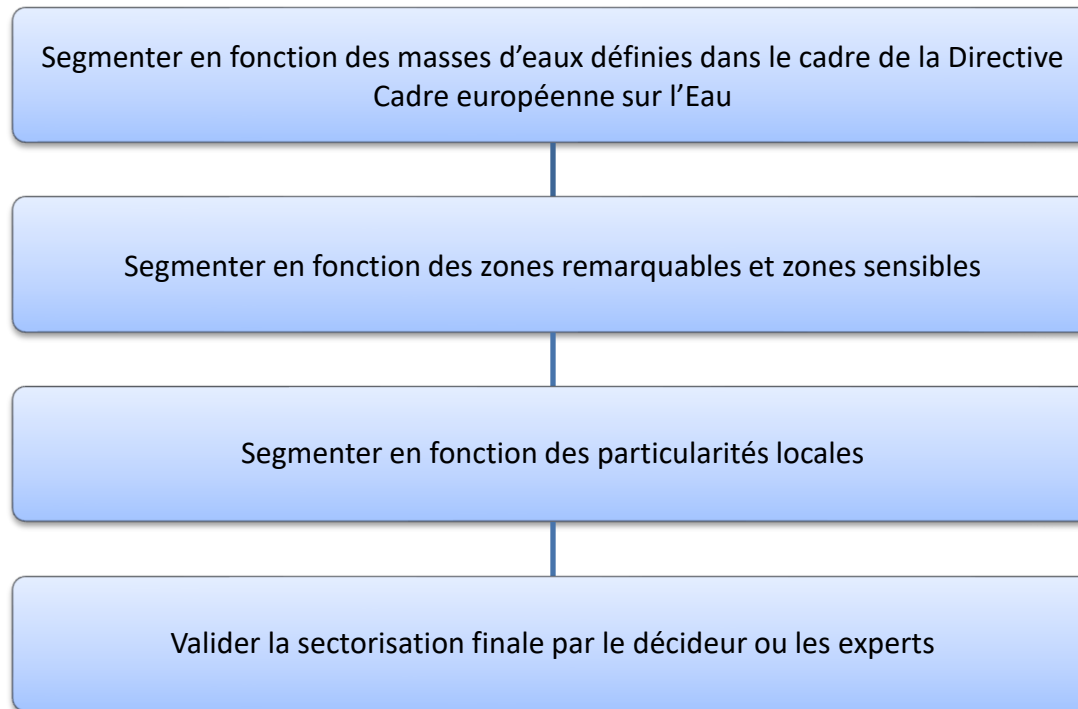 Segmenter en fonction des masses d’eaux définies dans le cadre de la Directive
Cadre européenne sur l’Eau
Segmenter en fonction des zones remarquables et zones sensibles
Segmenter en fonction des particularités locales
Valider la sectorisation finale par le décideur ou les experts